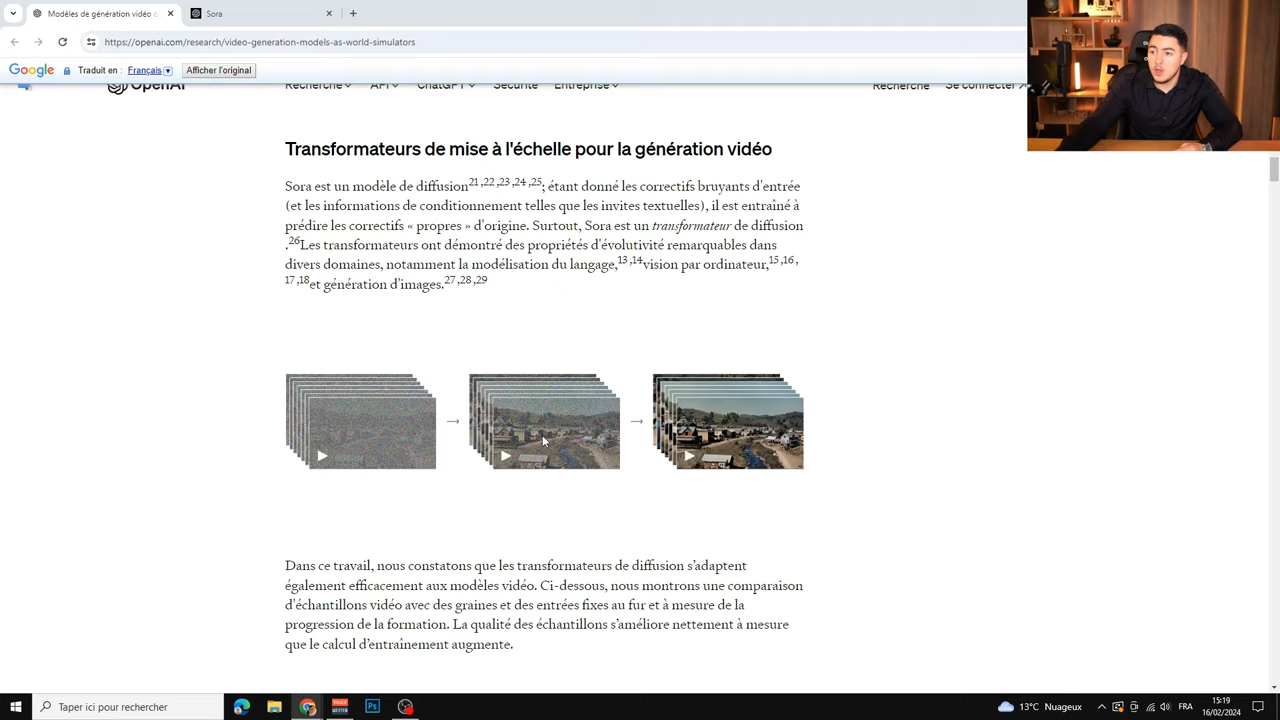 Modèles de génération vidéo c
Sora
https://openai.com/research/video-generation-models-as-world-simulators
Google Traduit en : Français Afficher l'original
OpenAI Recherche API ChatGPT Sécurité Entreprise Recherche Se connecter
Transformateurs de mise à l'échelle pour la génération vidéo
Sora est un modèle de diffusion21 ,22 ,23 ,24 ,25; étant donné les correctifs bruyants d'entrée
(et les informations de conditionnement telles que les invites textuelles), il est entraîné à
prédire les correctifs « propres » d'origine. Surtout, Sora est un transformateur de diffusion
.26Les transformateurs ont démontré des propriétés d'évolutivité remarquables dans
divers domaines, notamment la modélisation du langage,13 ,14vision par ordinateur,15 ,16 ,
17 ,18et génération d'images.27 ,28 ,29
Dans ce travail, nous constatons que les transformateurs de diffusion s’adaptent
également efficacement aux modèles vidéo. Ci-dessous, nous montrons une comparaison
d'échantillons vidéo avec des graines et des entrées fixes au fur et à mesure de la
progression de la formation. La qualité des échantillons s’améliore nettement à mesure
que le calcul d’entraînement augmente.
Taper ici pour rechercher
13°C Nuageux
FRA
15:19
16/02/2024